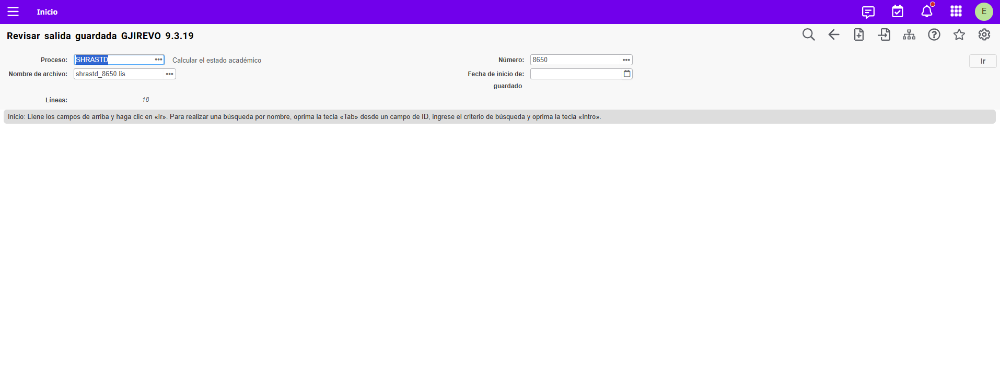 Inicio
E
Revisar salida guardada GJIREVO 9.3.19
Proceso: SHRASTD ••• Calcular el estado académico
Número: 8650 •••
Ir
Nombre de archivo: shrastd_8650.lis •••
Fecha de inicio de: guardado
Líneas: 18
Inicio: Llene los campos de arriba y haga clic en «Ir». Para realizar una búsqueda por nombre, oprima la tecla «Tab» desde un campo de ID, ingrese el criterio de búsqueda y oprima la tecla «Intro».